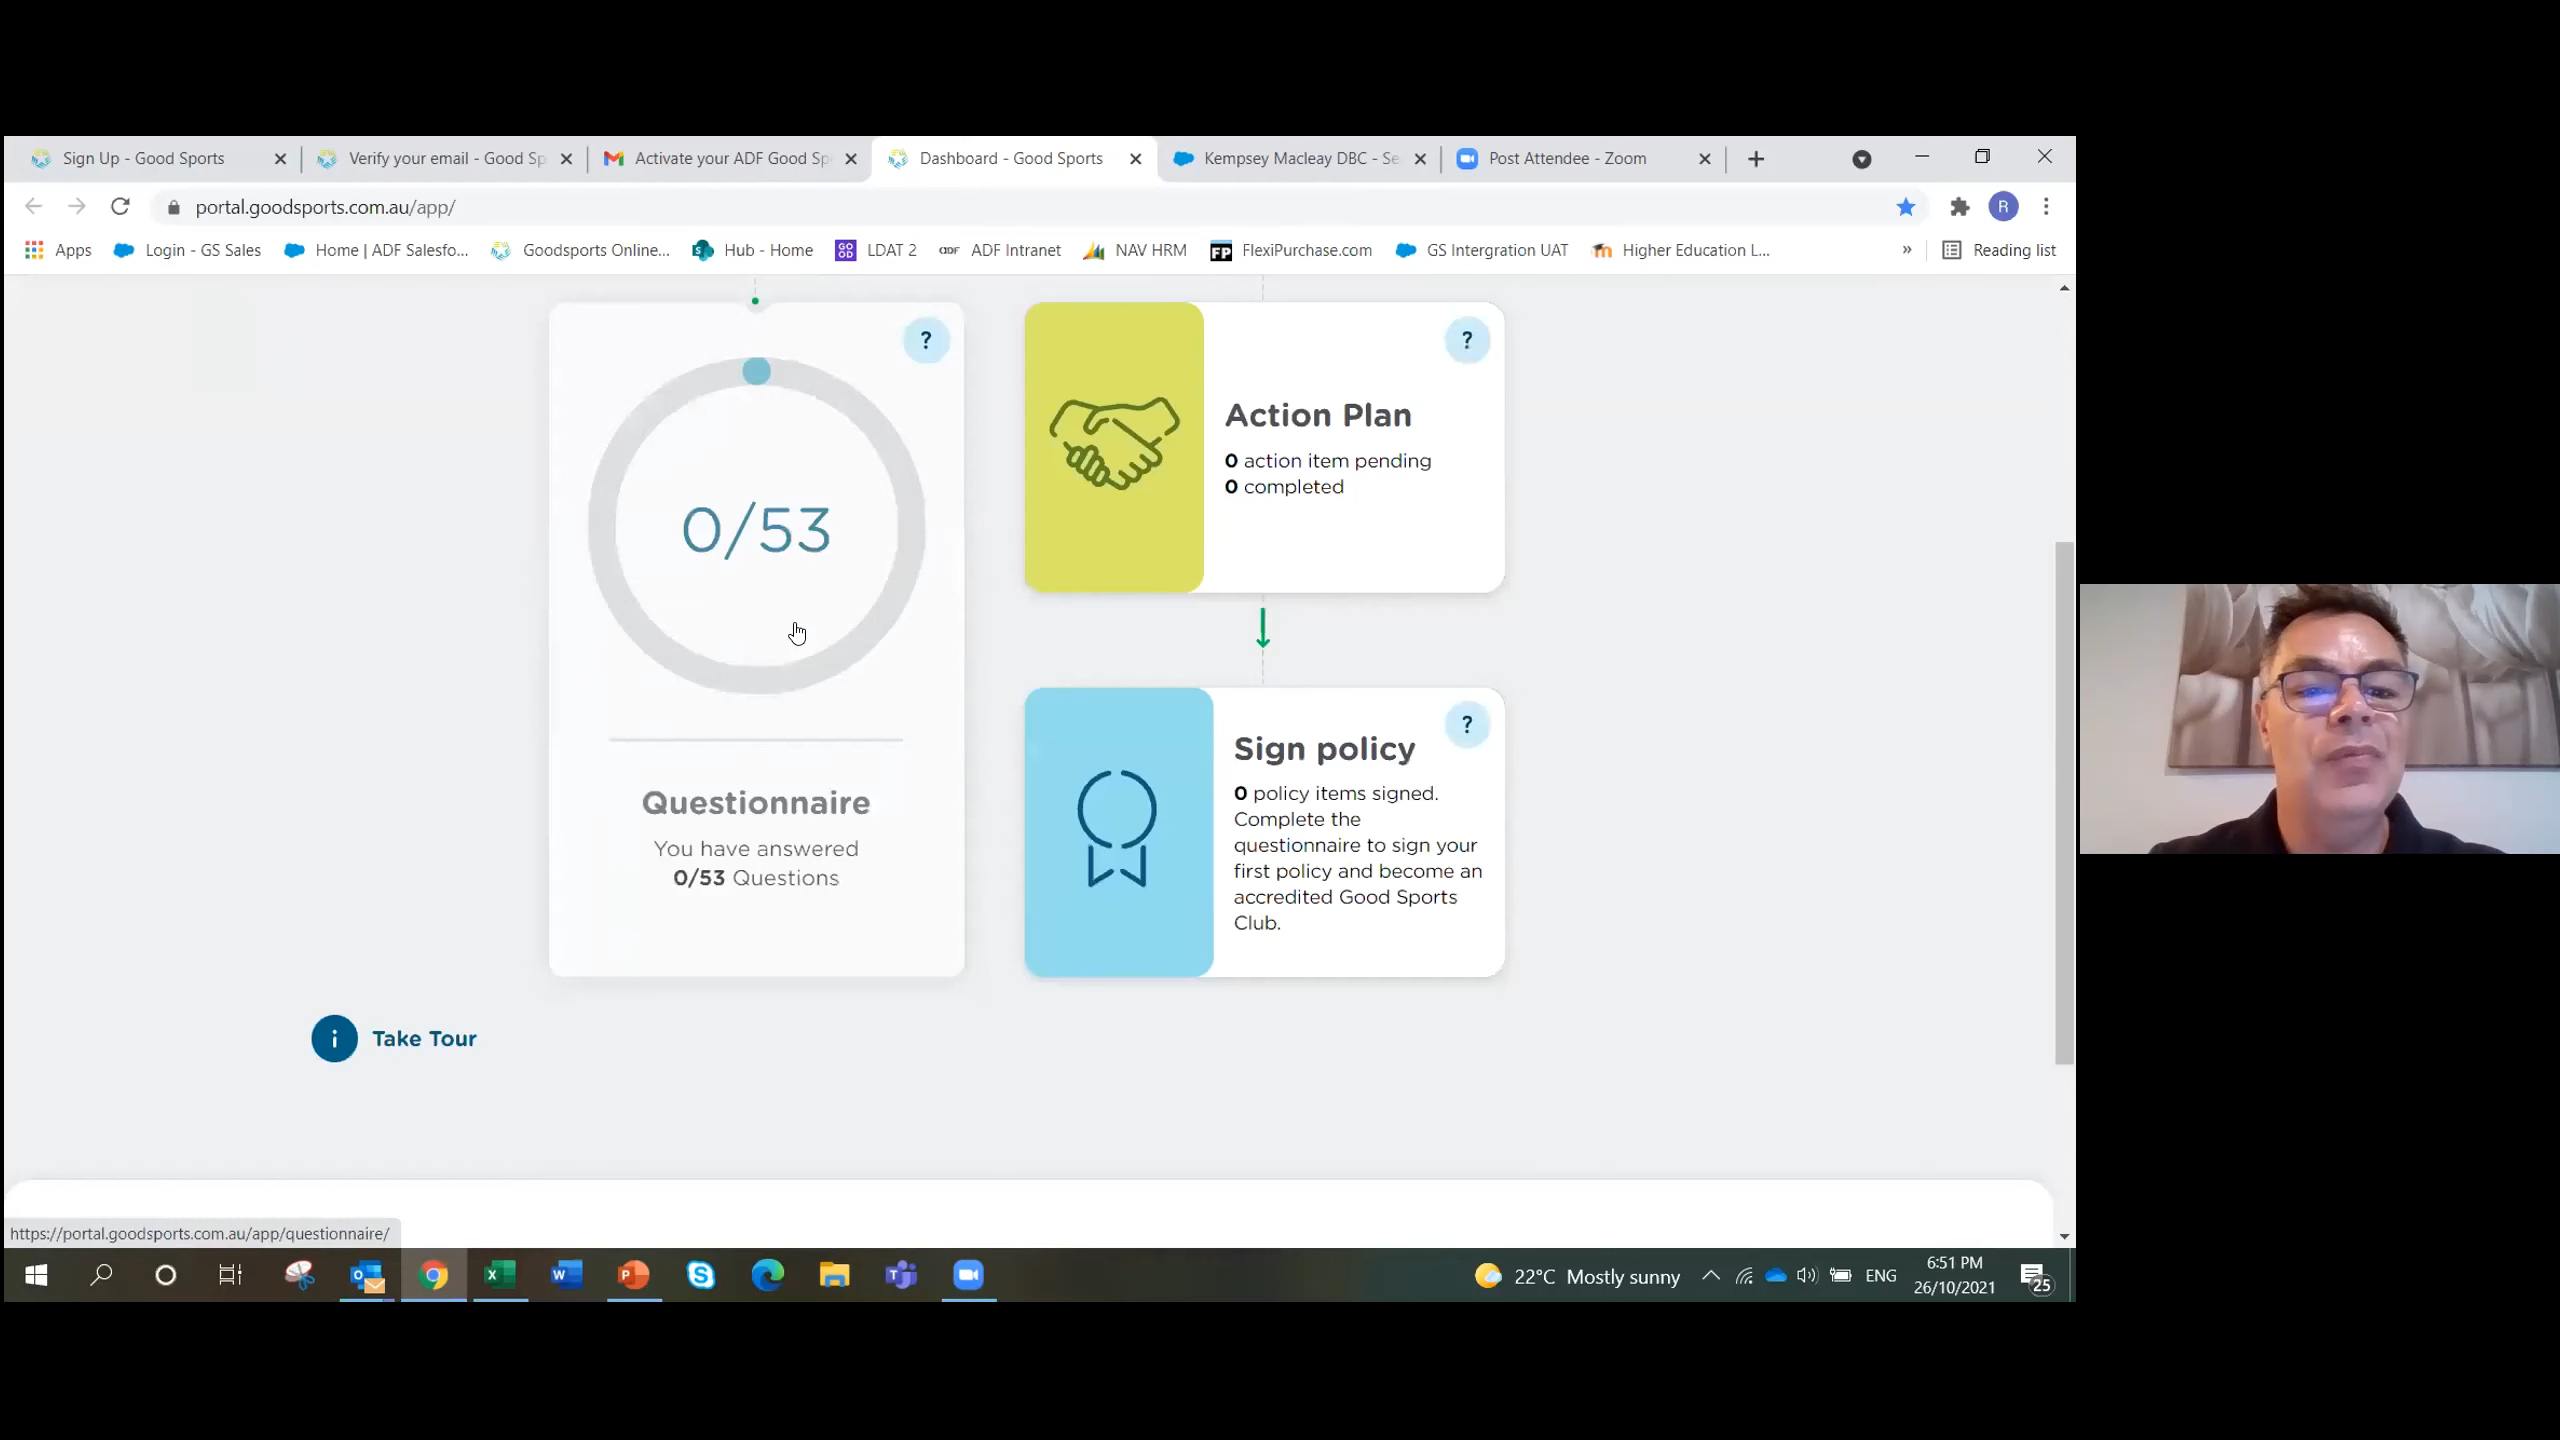 Sign Up - Good Sports
Verify your email - Good Sp
Activate your ADF Good Sp
Dashboard - Good Sports
Kempsey Macleay DBC - Se
Post Attendee - Zoom
portal.goodsports.com.au/app/
R
Apps
Login - GS Sales
Home | ADF Salesfo...
Goodsports Online...
Hub - Home
GO OD
LDAT 2
ADF
ADF Intranet
NAV HRM
FP
FlexiPurchase.com
GS Intergration UAT
Higher Education L...
»
Reading list
?
0/53
Questionnaire
You have answered
0/53 Questions
?
Action Plan
0 action item pending
0 completed
?
Sign policy
0 policy items signed.
Complete the
questionnaire to sign your
first policy and become an
accredited Good Sports
Club.
i
Take Tour
https://portal.goodsports.com.au/app/questionnaire/
22°C Mostly sunny
ENG
6:51 PM
26/10/2021
25